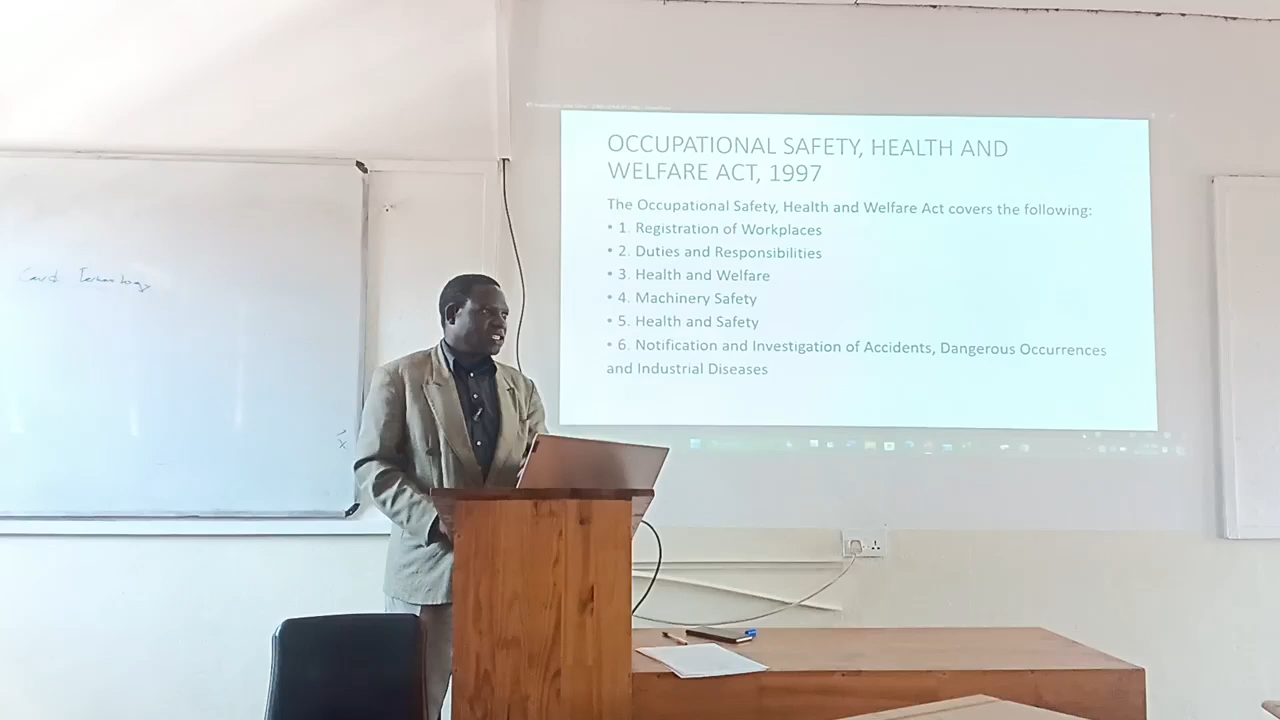 OCCUPATIONAL SAFETY, HEALTH AND
WELFARE ACT, 1997
The Occupational Safety, Health and Welfare Act covers the following:
• 1. Registration of Workplaces
• 2. Duties and Responsibilities
• 3. Health and Welfare
• 4. Machinery Safety
• 5. Health and Safety
• 6. Notification and Investigation of Accidents, Dangerous Occurrences
and Industrial Diseases